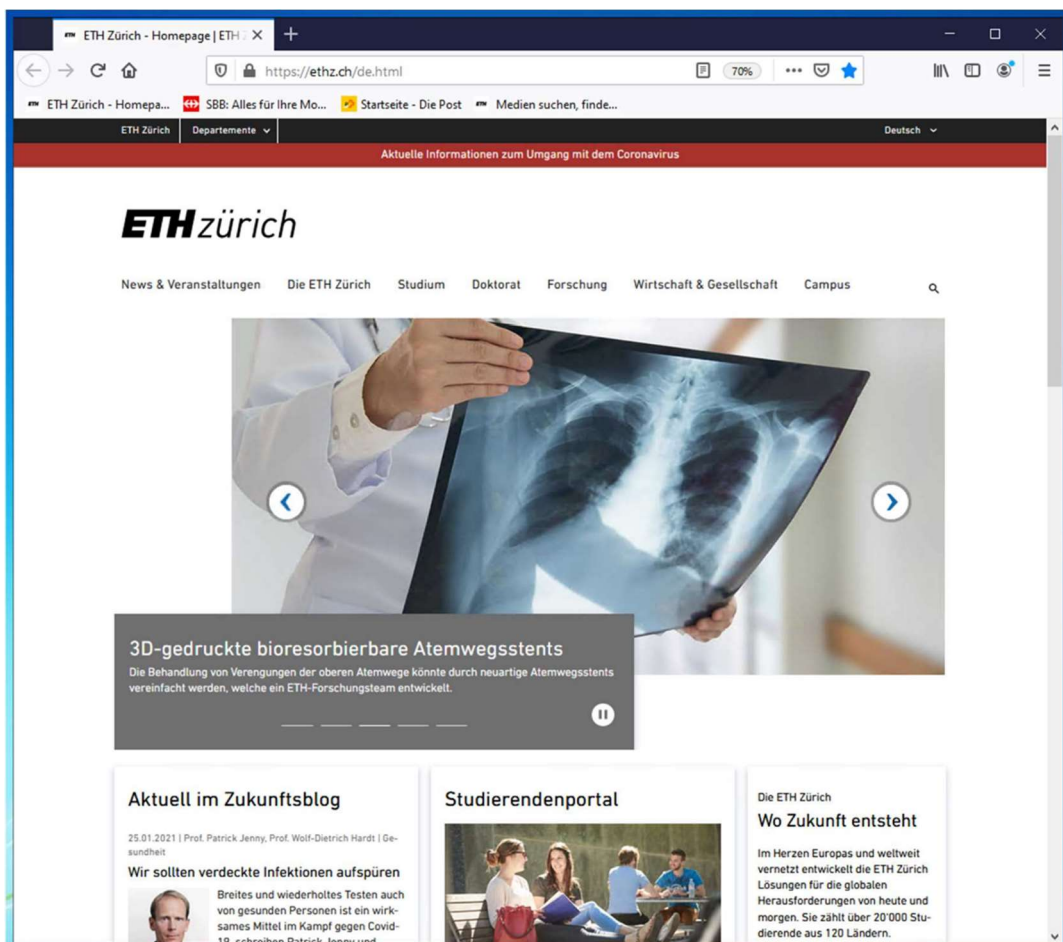 ETH Zürich - Homepage | ETH Z
https://ethz.ch/de.html
70%
ETH Zürich - Homepa...
SBB: Alles für Ihre Mo...
Startseite - Die Post
Medien suchen, finde...
ETH Zürich
Departemente
Deutsch
Aktuelle Informationen zum Umgang mit dem Coronavirus
ETH zürich
News & Veranstaltungen
Die ETH Zürich
Studium
Doktorat
Forschung
Wirtschaft & Gesellschaft
Campus
3D-gedruckte bioresorbierbare Atemwegsstents
Die Behandlung von Verengungen der oberen Atemwege könnte durch neuartige Atemwegsstents
vereinfacht werden, welche ein ETH-Forschungsteam entwickelt.
Aktuell im Zukunftsblog
25.01.2021 | Prof. Patrick Jenny, Prof. Wolf-Dietrich Hardt | Ge-
sundheit
Wir sollten verdeckte Infektionen aufspüren
Breites und wiederholtes Testen auch
von gesunden Personen ist ein wirk-
sames Mittel im Kampf gegen Covid-
19, schreiben Patrick Jenny und
Studierendenportal
Die ETH Zürich
Wo Zukunft entsteht
Im Herzen Europas und weltweit
vernetzt entwickelt die ETH Zürich
Lösungen für die globalen
Herausforderungen von heute und
morgen. Sie zählt über 20'000 Stu-
dierende aus 120 Ländern.